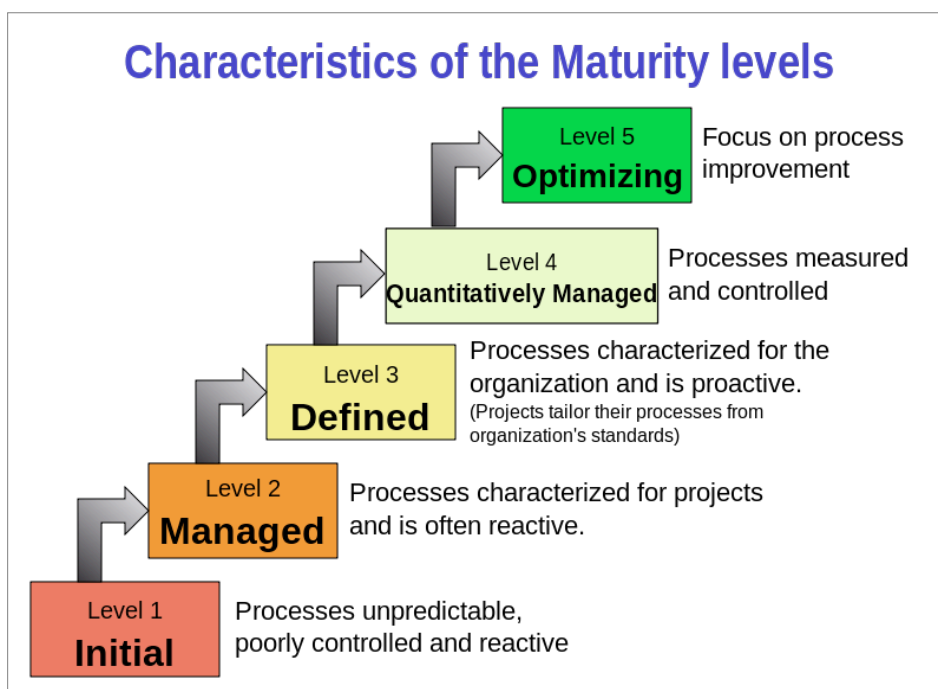 Characteristics of the Maturity levels
Level 5
Optimizing
Focus on process
improvement
Level 4
Quantitatively Managed
Processes measured
and controlled
Level 3
Defined
Processes characterized for the
organization and is proactive.
(Projects tailor their processes from
organization's standards)
Level 2
Managed
Processes characterized for projects
and is often reactive.
Level 1
Initial
Processes unpredictable,
poorly controlled and reactive